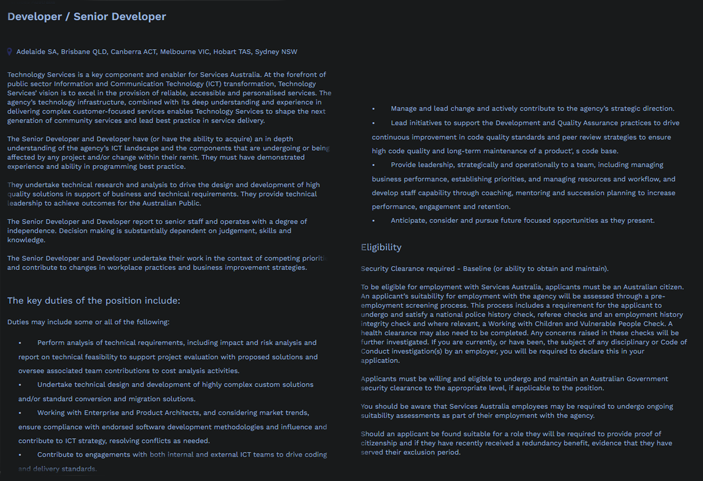 Developer / Senior Developer
Adelaide SA, Brisbane QLD, Canberra ACT, Melbourne VIC, Hobart TAS, Sydney NSW
Technology Services is a key component and enabler for Services Australia. At the forefront of
public sector Information and Communication Technology (ICT) transformation, Technology
Services' vision is to excel in the provision of reliable, accessible and personalised services. The
agency's technology infrastructure, combined with its deep understanding and experience in
delivering complex customer-focused services enables Technology Services to shape the next
generation of community services and lead best practice in service delivery.
The Senior Developer and Developer have (or have the ability to acquire) an in depth
understanding of the agency's ICT landscape and the components that are undergoing or being
affected by any project and/or change within their remit. They must have demonstrated
experience and ability in programming best practice.
They undertake technical research and analysis to drive the design and development of high
quality solutions in support of business and technical requirements. They provide technical
leadership to achieve outcomes for the Australian Public.
The Senior Developer and Developer report to senior staff and operates with a degree of
independence. Decision making is substantially dependent on judgement, skills and
knowledge.
The Senior Developer and Developer undertake their work in the context of competing priorit
and contribute to changes in workplace practices and business improvement strategies.
The key duties of the position include:
Duties may include some or all of the following:
• Perform analysis of technical requirements, including impact and risk analysis and
report on technical feasibility to support project evaluation with proposed solutions and
oversee associated team contributions to cost analysis activities.
• Undertake technical design and development of highly complex custom solutions
and/or standard conversion and migration solutions.
• Working with Enterprise and Product Architects, and considering market trends,
ensure compliance with endorsed software development methodologies and influence and
contribute to ICT strategy, resolving conflicts as needed.
• Contribute to engagements with both internal and external ICT teams to drive coding
and delivery standards.
• Manage and lead change and actively contribute to the agency's strategic direction.
• Lead initiatives to support the Development and Quality Assurance practices to drive
continuous improvement in code quality standards and peer review strategies to ensure
high code quality and long-term maintenance of a product', s code base.
• Provide leadership, strategically and operationally to a team, including managing
business performance, establishing priorities, and managing resources and workflow, and
develop staff capability through coaching, mentoring and succession planning to increase
performance, engagement and retention.
• Anticipate, consider and pursue future focused opportunities as they present.
Eligibility
Security Clearance required - Baseline (or ability to obtain and maintain).
To be eligible for employment with Services Australia, applicants must be an Australian citizen.
An applicant's suitability for employment with the agency will be assessed through a pre-
employment screening process. This process includes a requirement for the applicant to
undergo and satisfy a national police history check, referee checks and an employment history
integrity check and where relevant, a Working with Children and Vulnerable People Check. A
health clearance may also need to be completed. Any concerns raised in these checks will be
further investigated. If you are currently, or have been, the subject of any disciplinary or Code of
Conduct investigation(s) by an employer, you will be required to declare this in your
application.
Applicants must be willing and eligible to undergo and maintain an Australian Government
security clearance to the appropriate level, if applicable to the position.
You should be aware that Services Australia employees may be required to undergo ongoing
suitability assessments as part of their employment with the agency.
Should an applicant be found suitable for a role they will be required to provide proof of
citizenship and if they have recently received a redundancy benefit, evidence that they have
served their exclusion period.